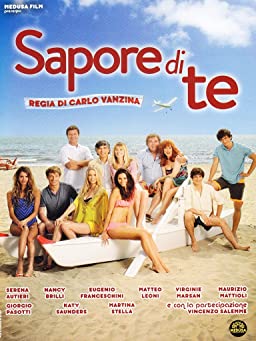 MEDUSA FILM
presenta
Sapore di
te
REGIA DI CARLO VANZINA
SERENA AUTIERI
NANCY BRILLI
EUGENIO FRANCESCHINI
MATTEO LEONI
VIRGINIE MARSAN
MAURIZIO MATTIOLI
GIORGIO PASOTTI
KATY SAUNDERS
MARTINA STELLA
e con la partecipazione
VINCENZO SALEMME
MEDUSA